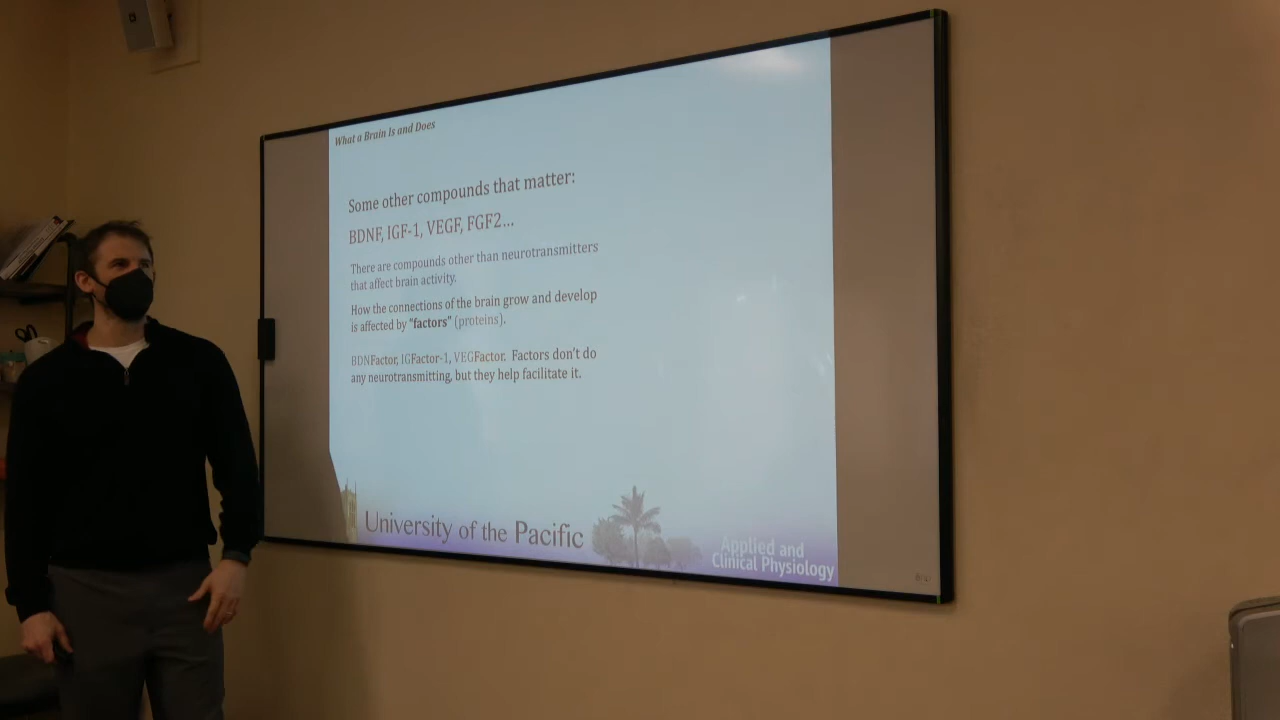 What a Brain Is and Does
Some other compounds that matter:
BDNF, IGF-1, VEGF, FGF2...
There are compounds other than neurotransmitters
that affect brain activity.
How the connections of the brain grow and develop
is affected by "factors" (proteins).
BDNFactor, IGFactor-1, VEGFactor. Factors don't do
any neurotransmitting, but they help facilitate it.
University of the Pacific
Applied and
Clinical Physiology